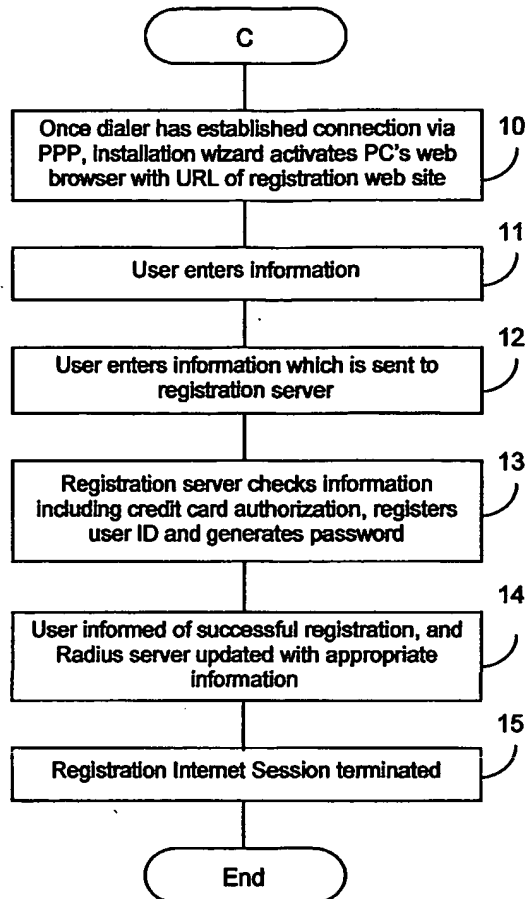 C
10
Once dialer has established connection via
PPP, installation wizard activates PC's web
browser with URL of registration web site
11
User enters information
12
User enters information which is sent to
registration server
13
Registration server checks information
including credit card authorization, registers
user ID and generates password
14
User informed of successful registration, and
Radius server updated with appropriate
information
15
Registration Internet Session terminated
End